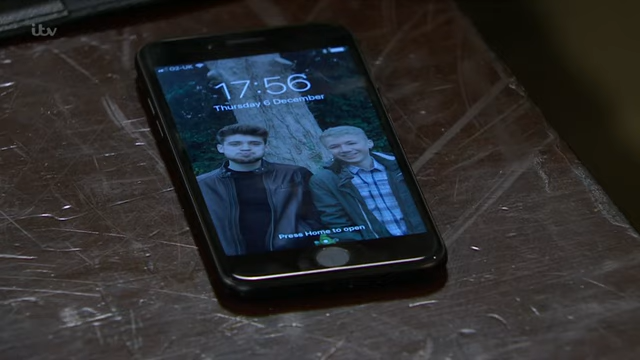 itv
O2-UK
17:56
Thursday 6 December
Press Home to open